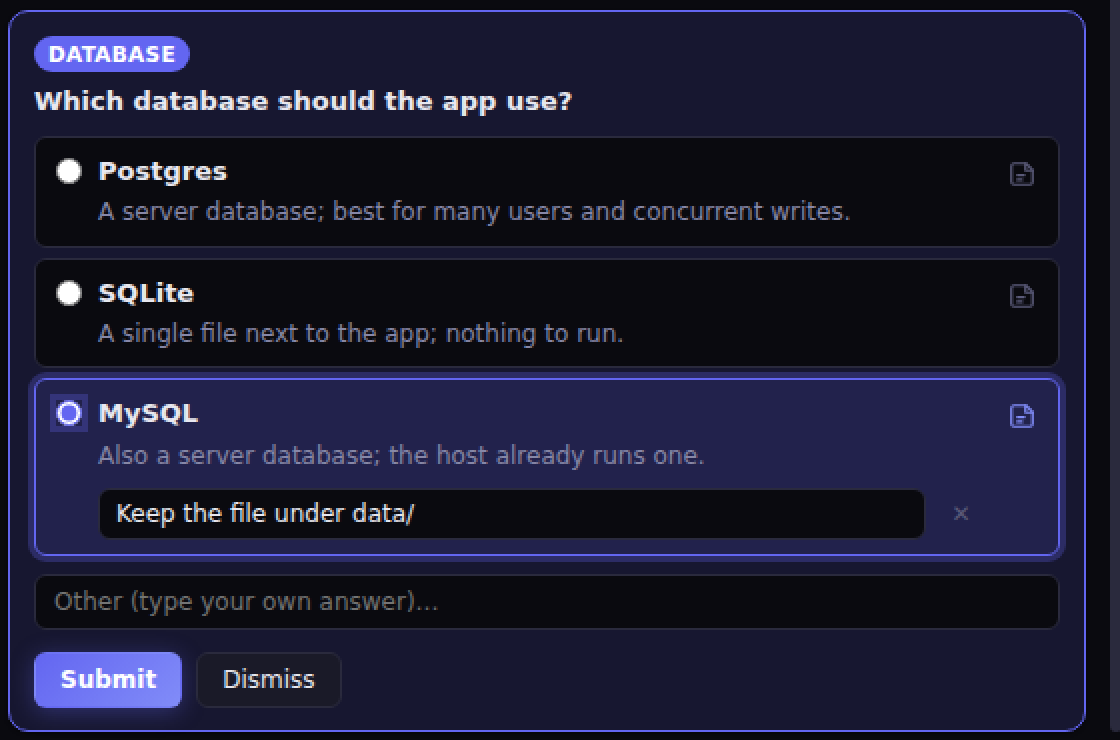 DATABASE
Which database should the app use?
Postgres
A server database; best for many users and concurrent writes.
SQLite
A single file next to the app; nothing to run.
MySQL
Also a server database; the host already runs one.
Keep the file under data/
Other (type your own answer)...
Submit
Dismiss